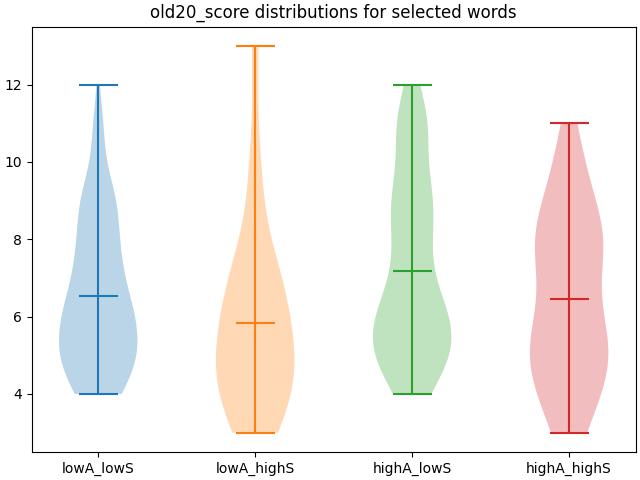 old20_score distributions for selected words
12
10
8
6
4
lowA_lowS
lowA_highS
highA_lowS
highA_highS